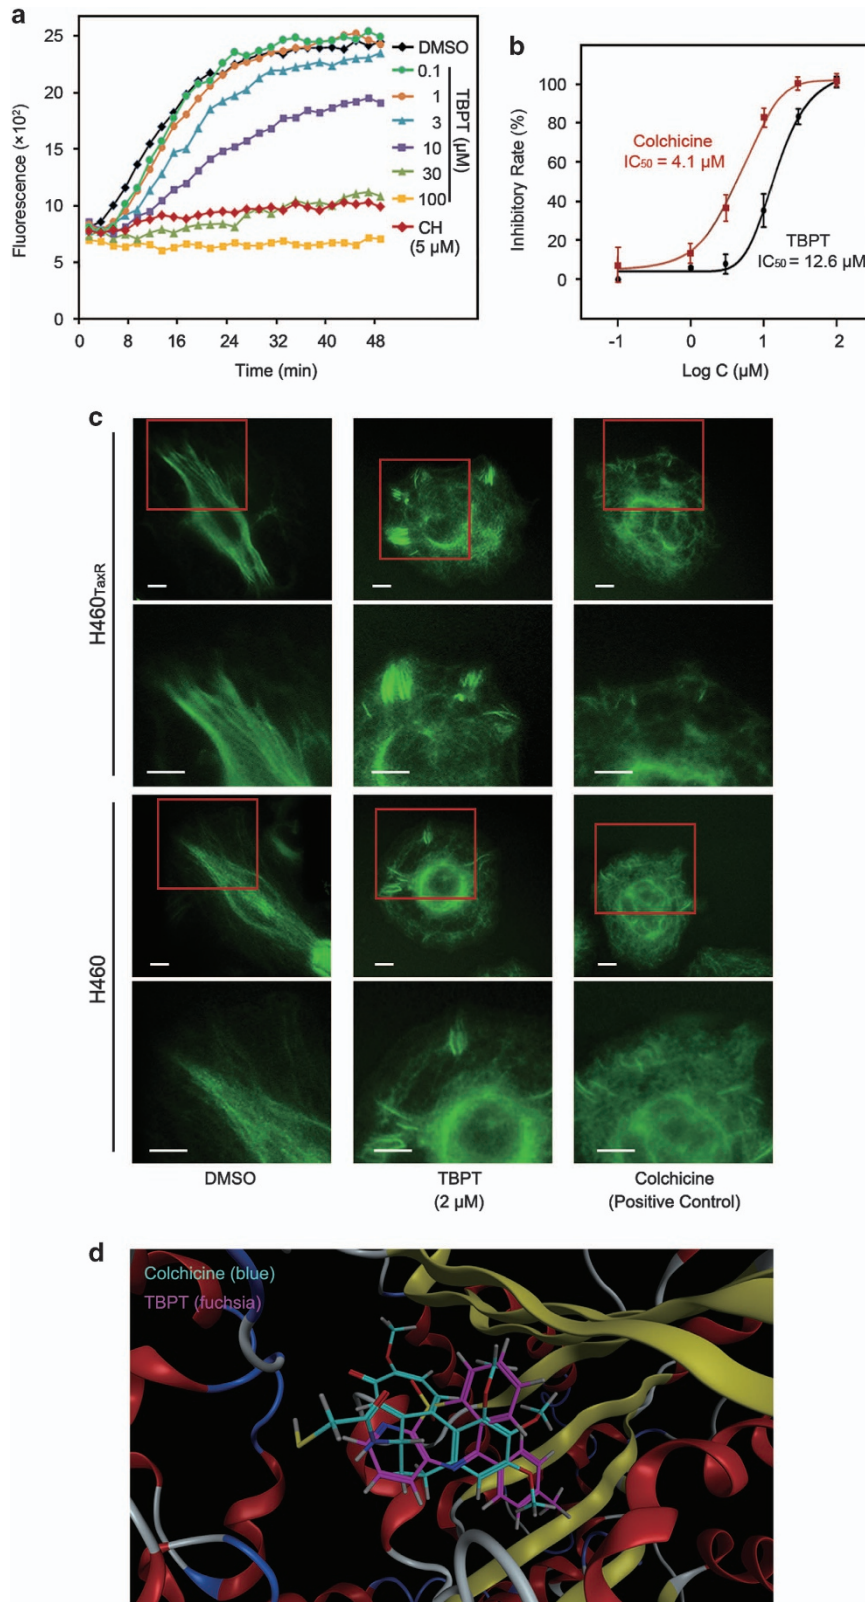 a
Fluorescence (×10²)
25
20
15
10
5
0
0 8 16 24 32 40 48
Time (min)
DMSO
0.1
1
3
10
30
100
TBPT (µM)
CH
(5 µM)
b
Inhibitory Rate (%)
100
80
60
40
20
0
-1 0 1 2
Log C (µM)
Colchicine
IC₅₀ = 4.1 µM
TBPT
IC₅₀ = 12.6 µM
c
H460TaxR
H460
DMSO
TBPT
(2 µM)
Colchicine
(Positive Control)
d
Colchicine (blue)
TBPT (fuchsia)